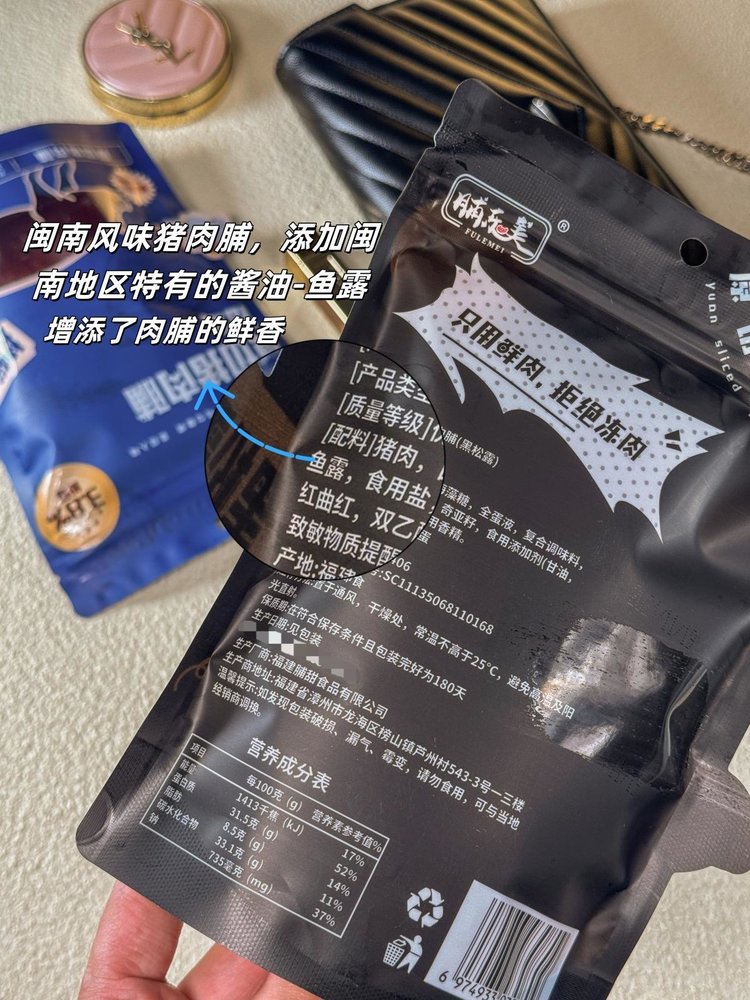 YSL
脯乐美®
FULEMEI
闽南风味猪肉脯，添加闽
南地区特有的酱油-鱼露
增添了肉脯的鲜香
yunn sliced
只用鲜肉，拒绝冻肉
[产品类
[质量等级]
[配料]猪肉，
鱼露，食用盐
红曲红，双乙
致敏物质提醒
产地:福建
脯(黑松露)
海藻糖，全蛋液，复合调味料，
奇亚籽，食用添加剂(甘油，
用香精。
SC11135068110168
置于通风，干燥处，常温不高于25℃，避免高温及阳
光直射。
保质期:在符合保存条件且包装完好为180天
生产日期:见包装
生产厂商:福建脯甜食品有限公司
生产商地址:福建省漳州市龙海区榜山镇芦州村543-3号一三楼
温馨提示:如发现包装破损、漏气、霉变，请勿食用，可与当地
经销商调换。
营养成分表
项目 每100克 (g) 营养素参考值%
能量 1413千焦 (kJ) 17%
蛋白质 31.5克 (g) 52%
脂肪 8.5克 (g) 14%
碳水化合物 33.1克 (g) 11%
钠 735毫克 (mg) 37%
6 97493